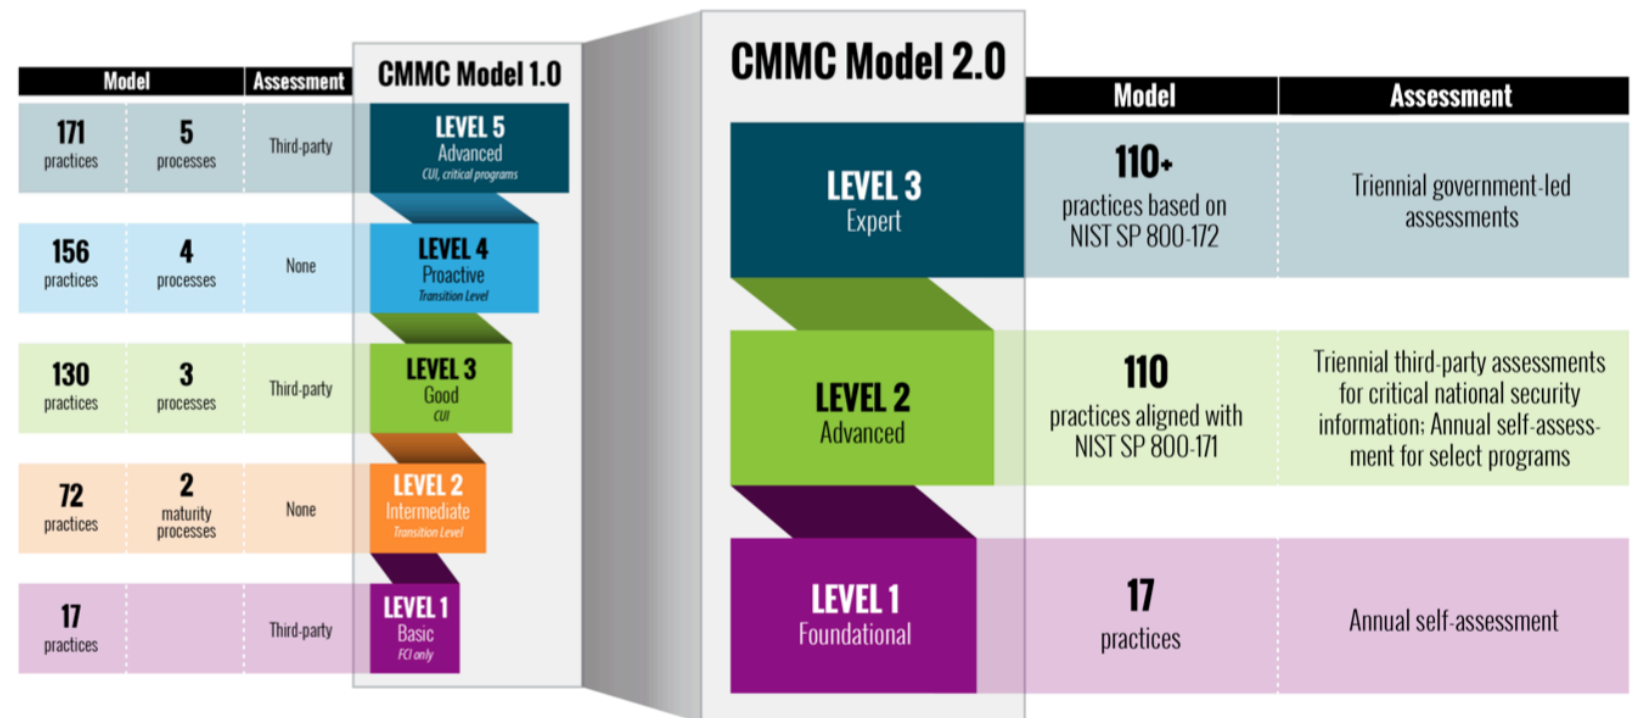 CMMC Model 1.0
Model
Assessment
171
practices
5
processes
Third-party
LEVEL 5
Advanced
CUI, critical programs
156
practices
4
processes
None
LEVEL 4
Proactive
Transition Level
130
practices
3
processes
Third-party
LEVEL 3
Good
CUI
72
practices
2
maturity
processes
None
LEVEL 2
Intermediate
Transition Level
17
practices
Third-party
LEVEL 1
Basic
FCI only
CMMC Model 2.0
Model
Assessment
LEVEL 3
Expert
110+
practices based on
NIST SP 800-172
Triennial government-led
assessments
LEVEL 2
Advanced
110
practices aligned with
NIST SP 800-171
Triennial third-party assessments
for critical national security
information; Annual self-assess-
ment for select programs
LEVEL 1
Foundational
17
practices
Annual self-assessment